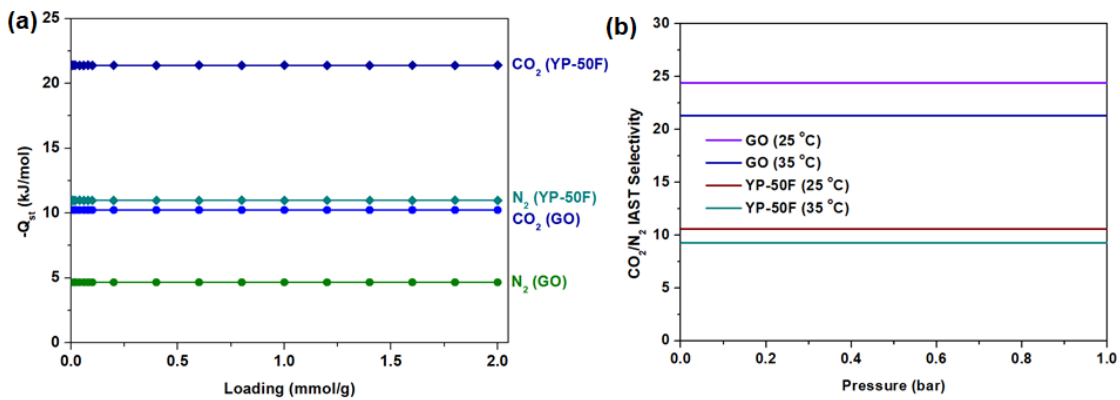 (a)
25
20
15
10
5
0
-Qst (kJ/mol)
CO2 (YP-50F)
N2 (YP-50F)
CO2 (GO)
N2 (GO)
0.0 0.5 1.0 1.5 2.0
Loading (mmol/g)
(b)
30
25
20
15
10
5
0
CO2/N2 IAST Selectivity
GO (25 °C)
GO (35 °C)
YP-50F (25 °C)
YP-50F (35 °C)
0.0 0.2 0.4 0.6 0.8 1.0
Pressure (bar)